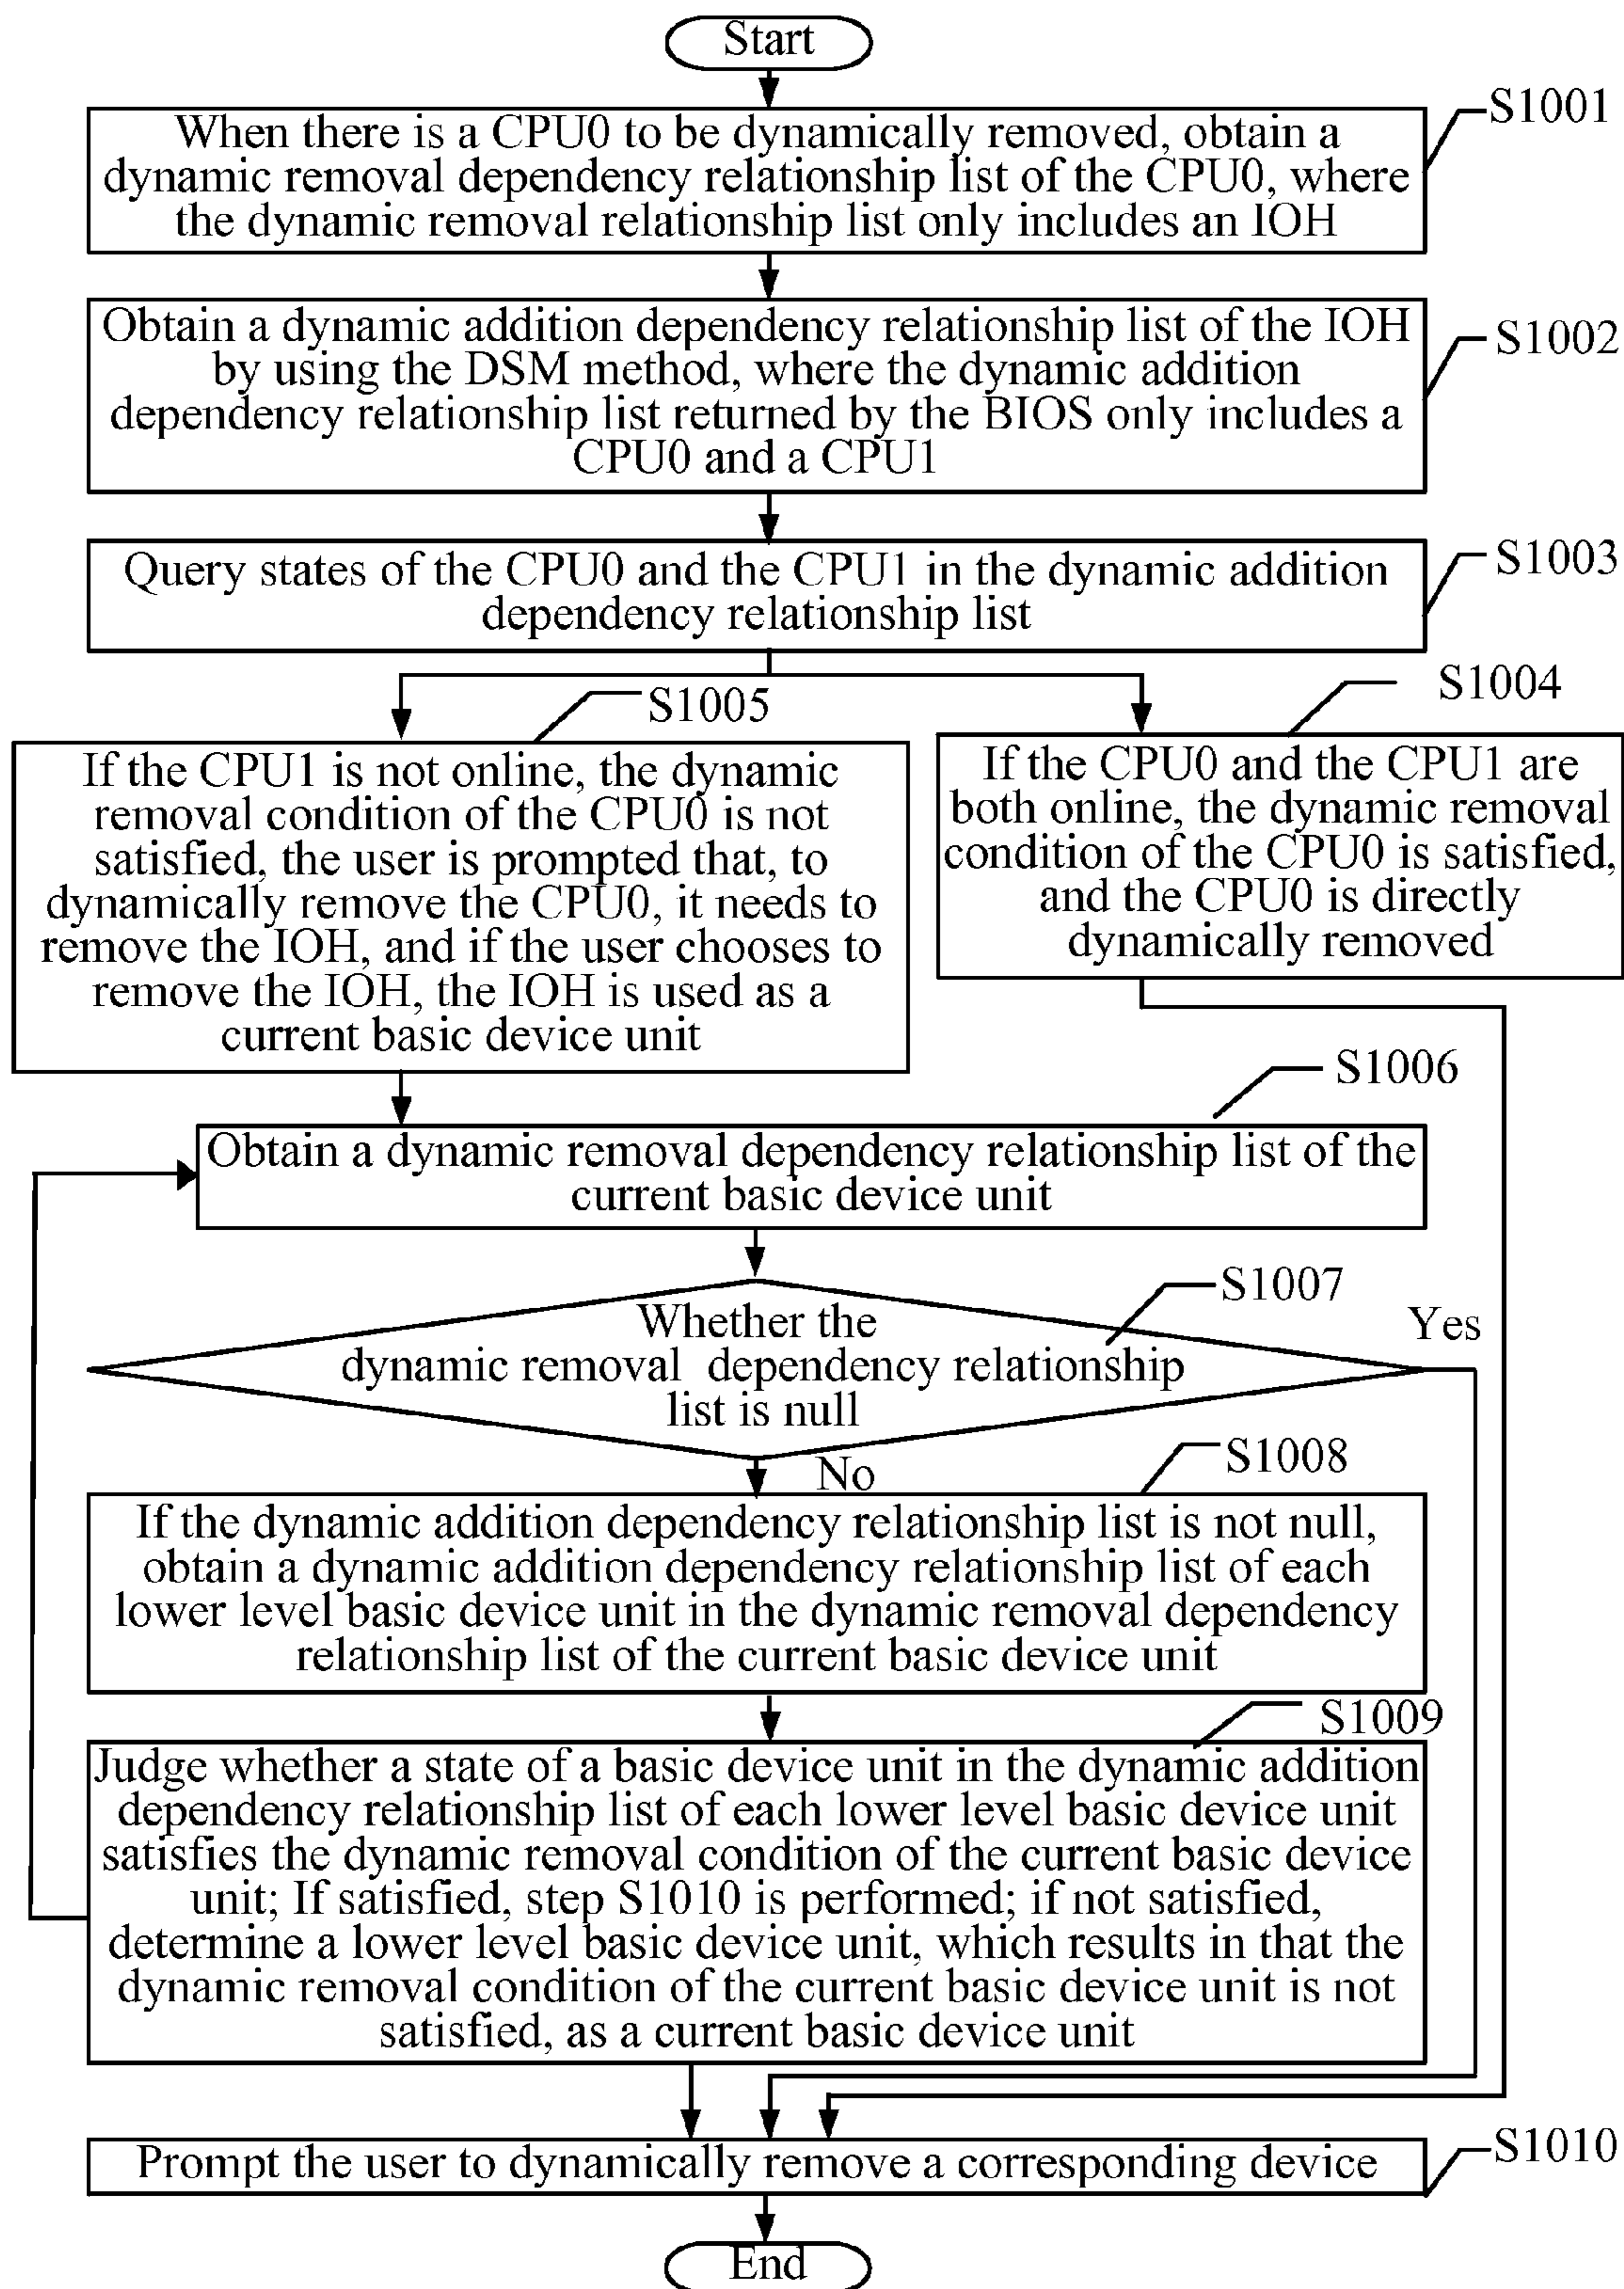 Start
S1001
When there is a CPU0 to be dynamically removed, obtain a
dynamic removal dependency relationship list of the CPU0, where
the dynamic removal relationship list only includes an IOH
S1002
Obtain a dynamic addition dependency relationship list of the IOH
by using the DSM method, where the dynamic addition
dependency relationship list returned by the BIOS only includes a
CPU0 and a CPU1
S1003
Query states of the CPU0 and the CPU1 in the dynamic addition
dependency relationship list
S1005
If the CPU1 is not online, the dynamic
removal condition of the CPU0 is not
satisfied, the user is prompted that, to
dynamically remove the CPU0, it needs to
remove the IOH, and if the user chooses to
remove the IOH, the IOH is used as a
current basic device unit
S1004
If the CPU0 and the CPU1 are
both online, the dynamic removal
condition of the CPU0 is satisfied,
and the CPU0 is directly
dynamically removed
S1006
Obtain a dynamic removal dependency relationship list of the
current basic device unit
S1007
Whether the
dynamic removal dependency relationship
list is null
Yes
No
S1008
If the dynamic addition dependency relationship list is not null,
obtain a dynamic addition dependency relationship list of each
lower level basic device unit in the dynamic removal dependency
relationship list of the current basic device unit
S1009
Judge whether a state of a basic device unit in the dynamic addition
dependency relationship list of each lower level basic device unit
satisfies the dynamic removal condition of the current basic device
unit; If satisfied, step S1010 is performed; if not satisfied,
determine a lower level basic device unit, which results in that the
dynamic removal condition of the current basic device unit is not
satisfied, as a current basic device unit
S1010
Prompt the user to dynamically remove a corresponding device
End